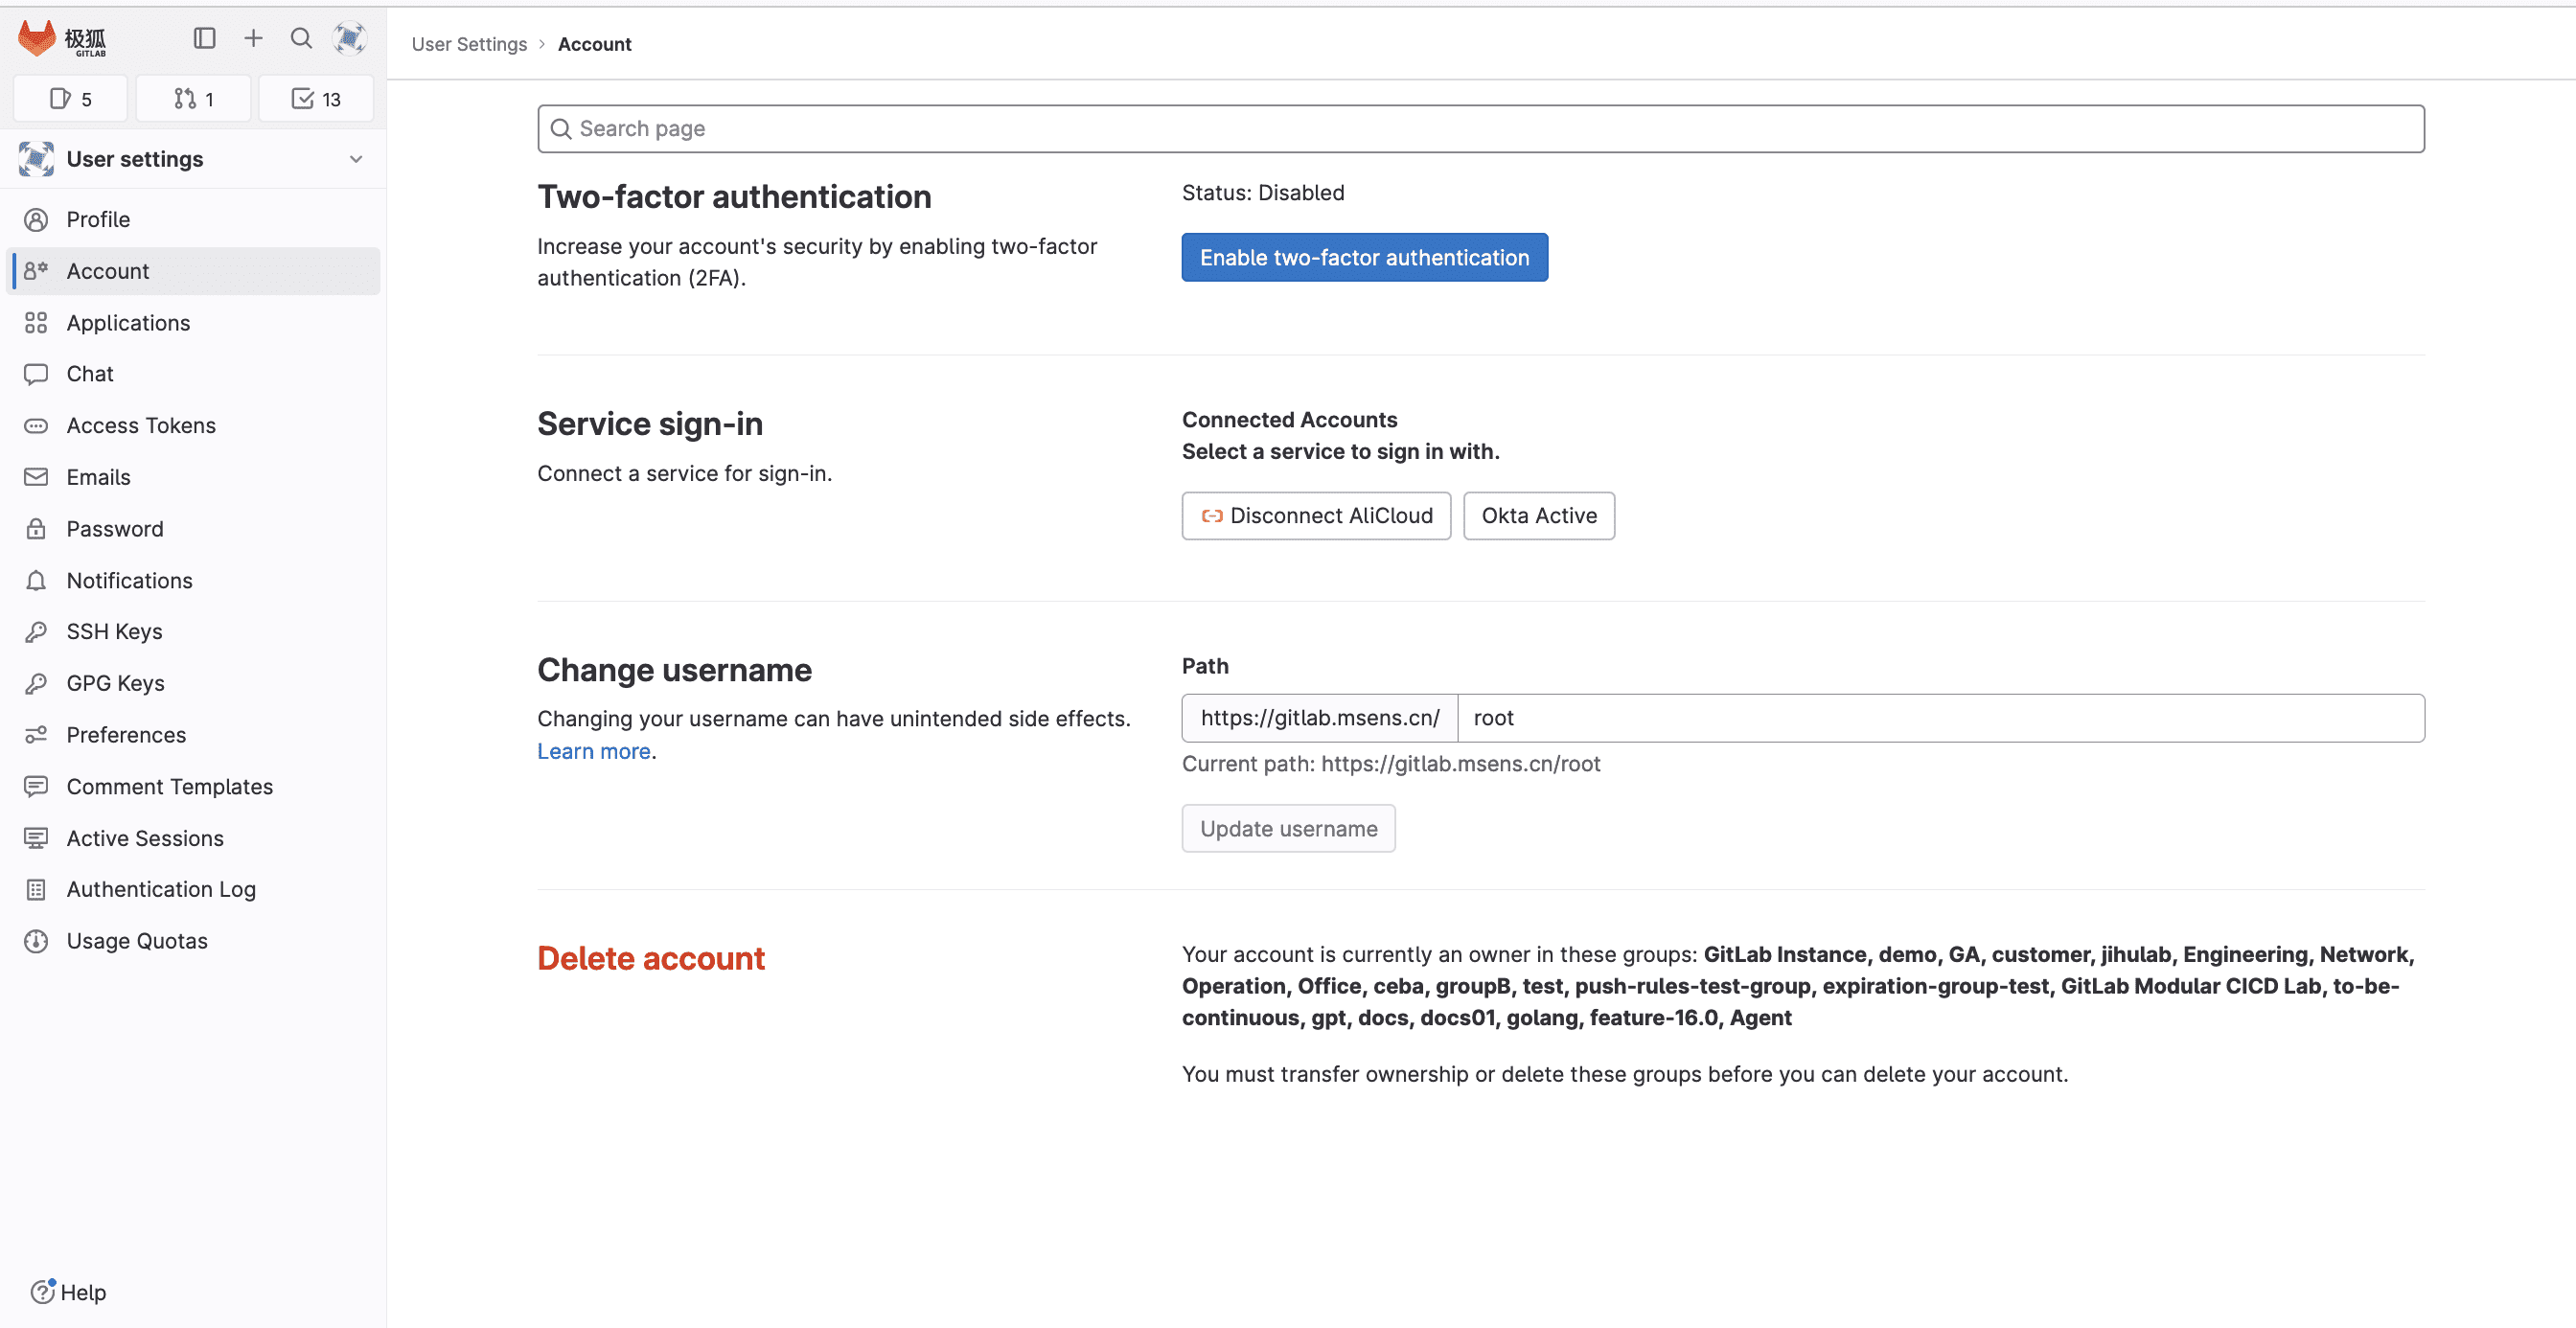 极狐
GITLAB
5
1
13
User settings
Profile
Account
Applications
Chat
Access Tokens
Emails
Password
Notifications
SSH Keys
GPG Keys
Preferences
Comment Templates
Active Sessions
Authentication Log
Usage Quotas
Help
User Settings › Account
Search page
Two-factor authentication
Increase your account's security by enabling two-factor
authentication (2FA).
Status: Disabled
Enable two-factor authentication
Service sign-in
Connect a service for sign-in.
Connected Accounts
Select a service to sign in with.
Disconnect AliCloud
Okta Active
Change username
Changing your username can have unintended side effects.
Learn more.
Path
https://gitlab.msens.cn/ root
Current path: https://gitlab.msens.cn/root
Update username
Delete account
Your account is currently an owner in these groups: GitLab Instance, demo, GA, customer, jihulab, Engineering, Network,
Operation, Office, ceba, groupB, test, push-rules-test-group, expiration-group-test, GitLab Modular CICD Lab, to-be-
continuous, gpt, docs, docs01, golang, feature-16.0, Agent
You must transfer ownership or delete these groups before you can delete your account.